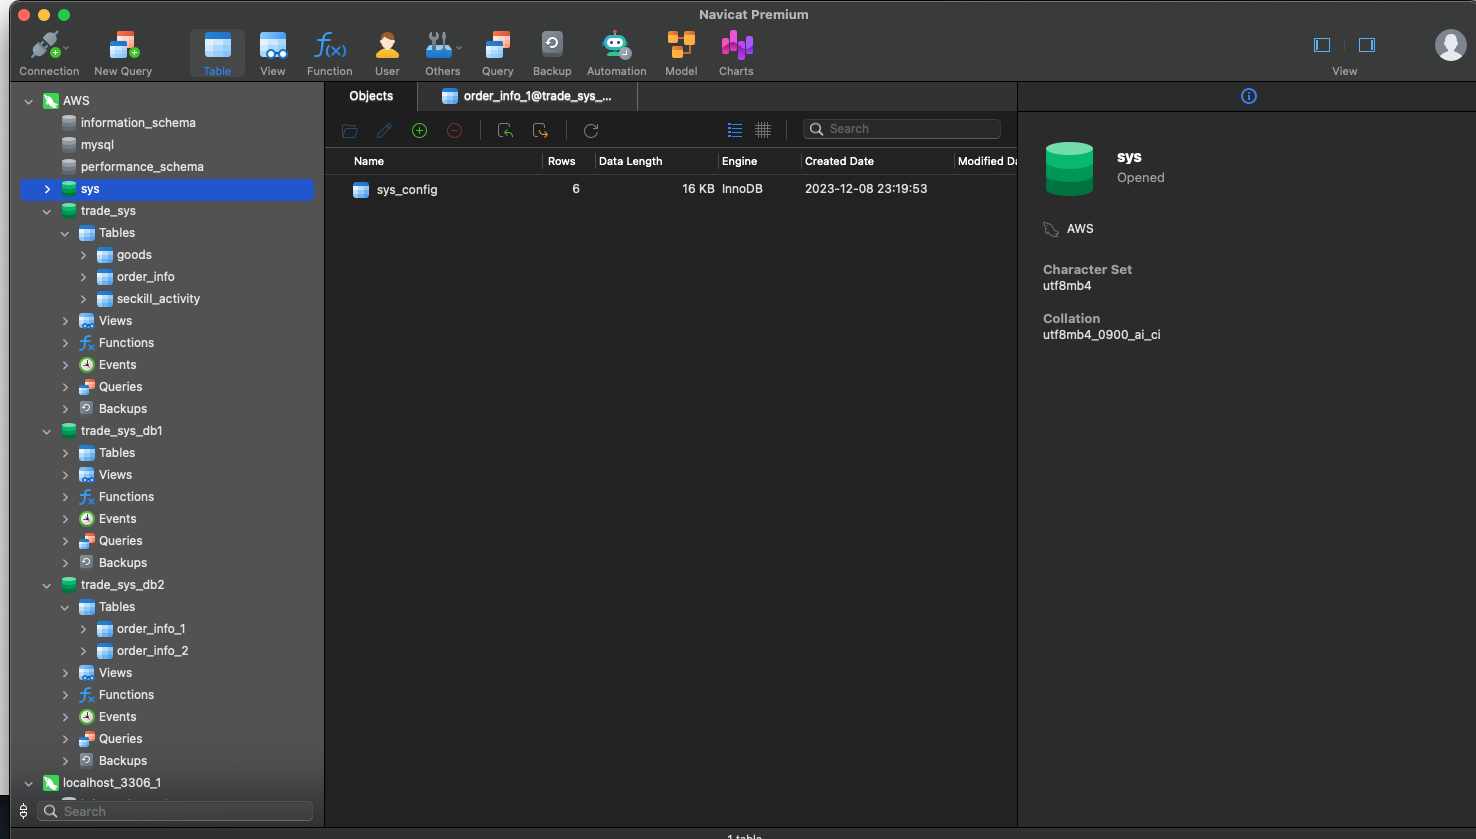 Navicat Premium
Connection
New Query
Table
View
Function
User
Others
Query
Backup
Automation
Model
Charts
View
AWS
information_schema
mysql
performance_schema
sys
trade_sys
Tables
goods
order_info
seckill_activity
Views
Functions
Events
Queries
Backups
trade_sys_db1
Tables
Views
Functions
Events
Queries
Backups
trade_sys_db2
Tables
order_info_1
order_info_2
Views
Functions
Events
Queries
Backups
localhost_3306_1
Search
Objects
order_info_1@trade_sys_...
Search
Name Rows Data Length Engine Created Date Modified Da
sys_config 6 16 KB InnoDB 2023-12-08 23:19:53
1 table
sys
Opened
AWS
Character Set
utf8mb4
Collation
utf8mb4_0900_ai_ci